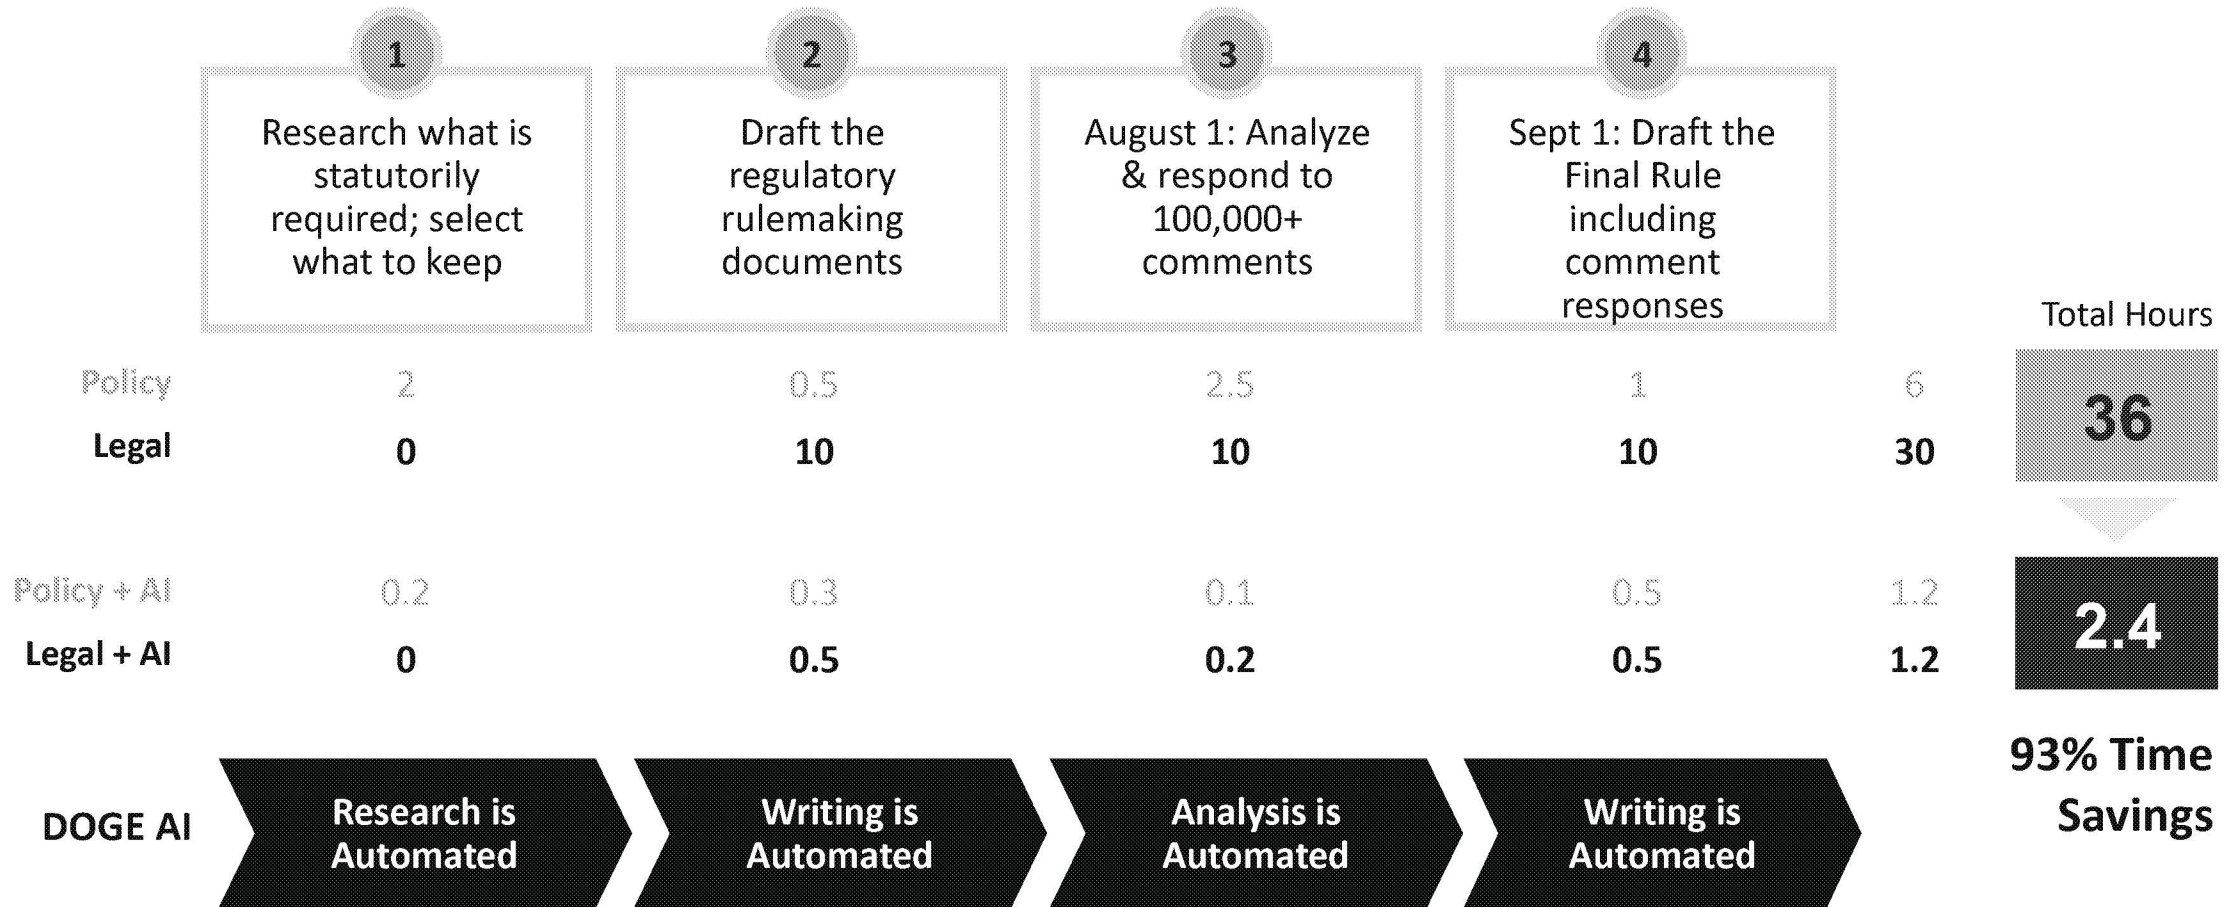 1
Research what is
statutorily
required; select
what to keep
2
Draft the
regulatory
rulemaking
documents
3
August 1: Analyze
& respond to
100,000+
comments
4
Sept 1: Draft the
Final Rule
including
comment
responses
Total Hours
Policy 2 0.5 2.5 1 6
36
Legal 0 10 10 10 30
Policy + AI 0.2 0.3 0.1 0.5 1.2
2.4
Legal + AI 0 0.5 0.2 0.5 1.2
93% Time
Savings
DOGE AI
Research is
Automated
Writing is
Automated
Analysis is
Automated
Writing is
Automated